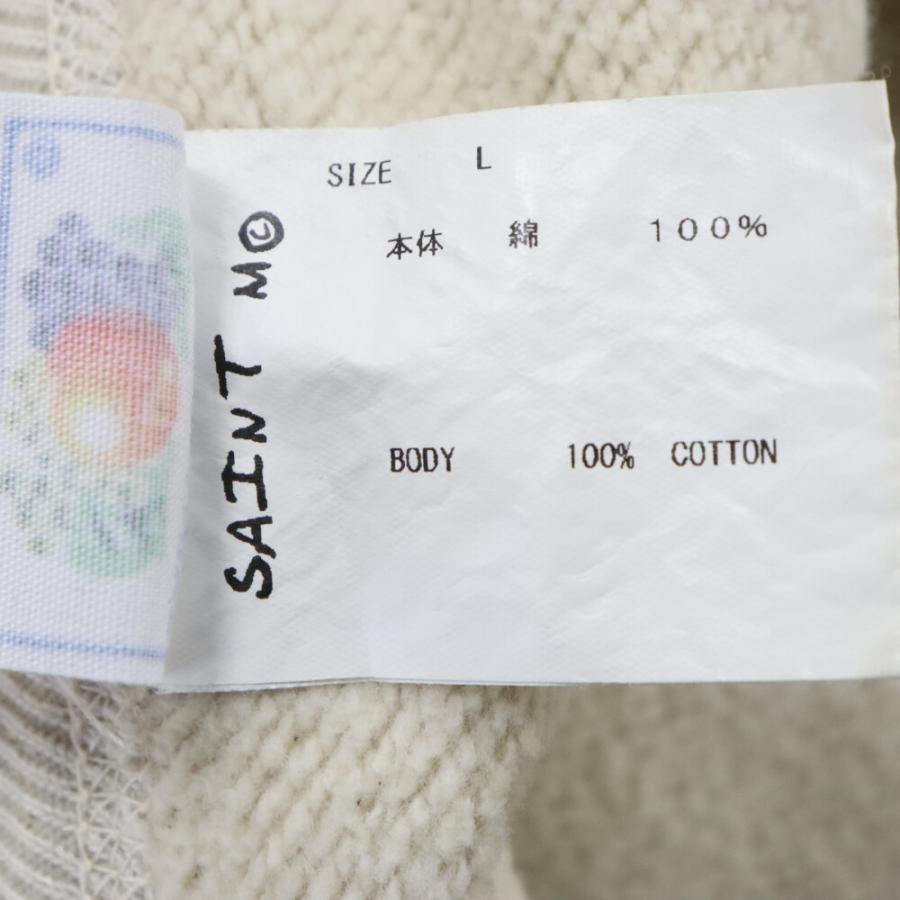 SIZE L
本体 綿 100%
BODY 100% COTTON
SAINT M©